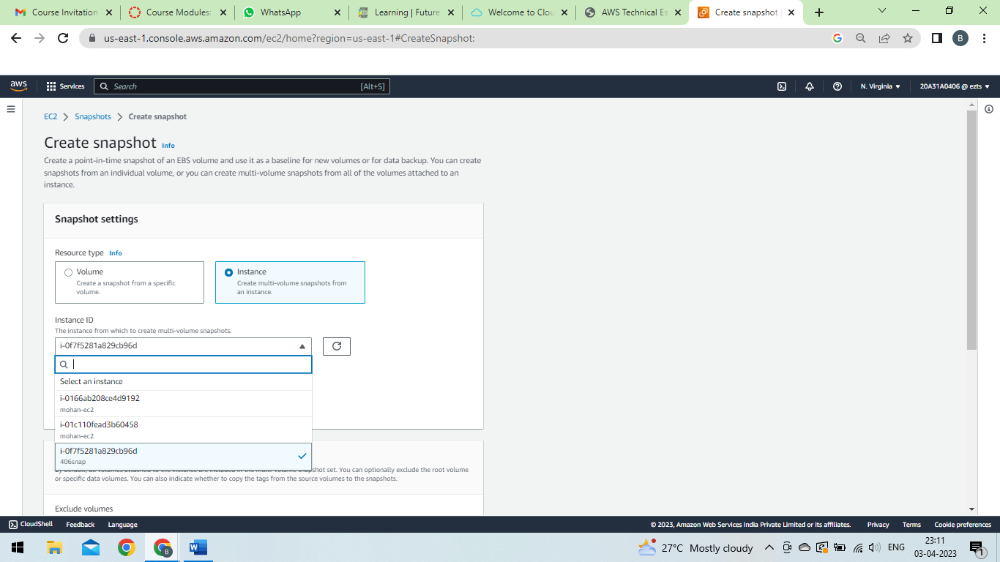 Course Invitation
Course Modules:
WhatsApp
Learning | Future
Welcome to Clou
AWS Technical Es
Create snapshot
us-east-1.console.aws.amazon.com/ec2/home?region=us-east-1#CreateSnapshot:
B
aws
Services
Search
[Alt+S]
N. Virginia
20A31A0406 @ ezts
EC2
Snapshots
Create snapshot
Create snapshot Info
Create a point-in-time snapshot of an EBS volume and use it as a baseline for new volumes or for data backup. You can create
snapshots from an individual volume, or you can create multi-volume snapshots from all of the volumes attached to an
instance.
Snapshot settings
Resource type Info
Volume
Create a snapshot from a specific
volume.
Instance
Create multi-volume snapshots from
an instance.
Instance ID
The instance from which to create multi-volume snapshots.
i-0f7f5281a829cb96d
Select an instance
i-0166ab208ce4d9192
mohan-ec2
i-01c110fead3b60458
mohan-ec2
i-0f7f5281a829cb96d
406snap
shot set. You can optionally exclude the root volume
or specific data volumes. You can also indicate whether to copy the tags from the source volumes to the snapshots.
Exclude volumes
CloudShell
Feedback
Language
© 2023, Amazon Web Services India Private Limited or its affiliates.
Privacy
Terms
Cookie preferences
B
27°C Mostly cloudy
ENG
23:11
03-04-2023
1